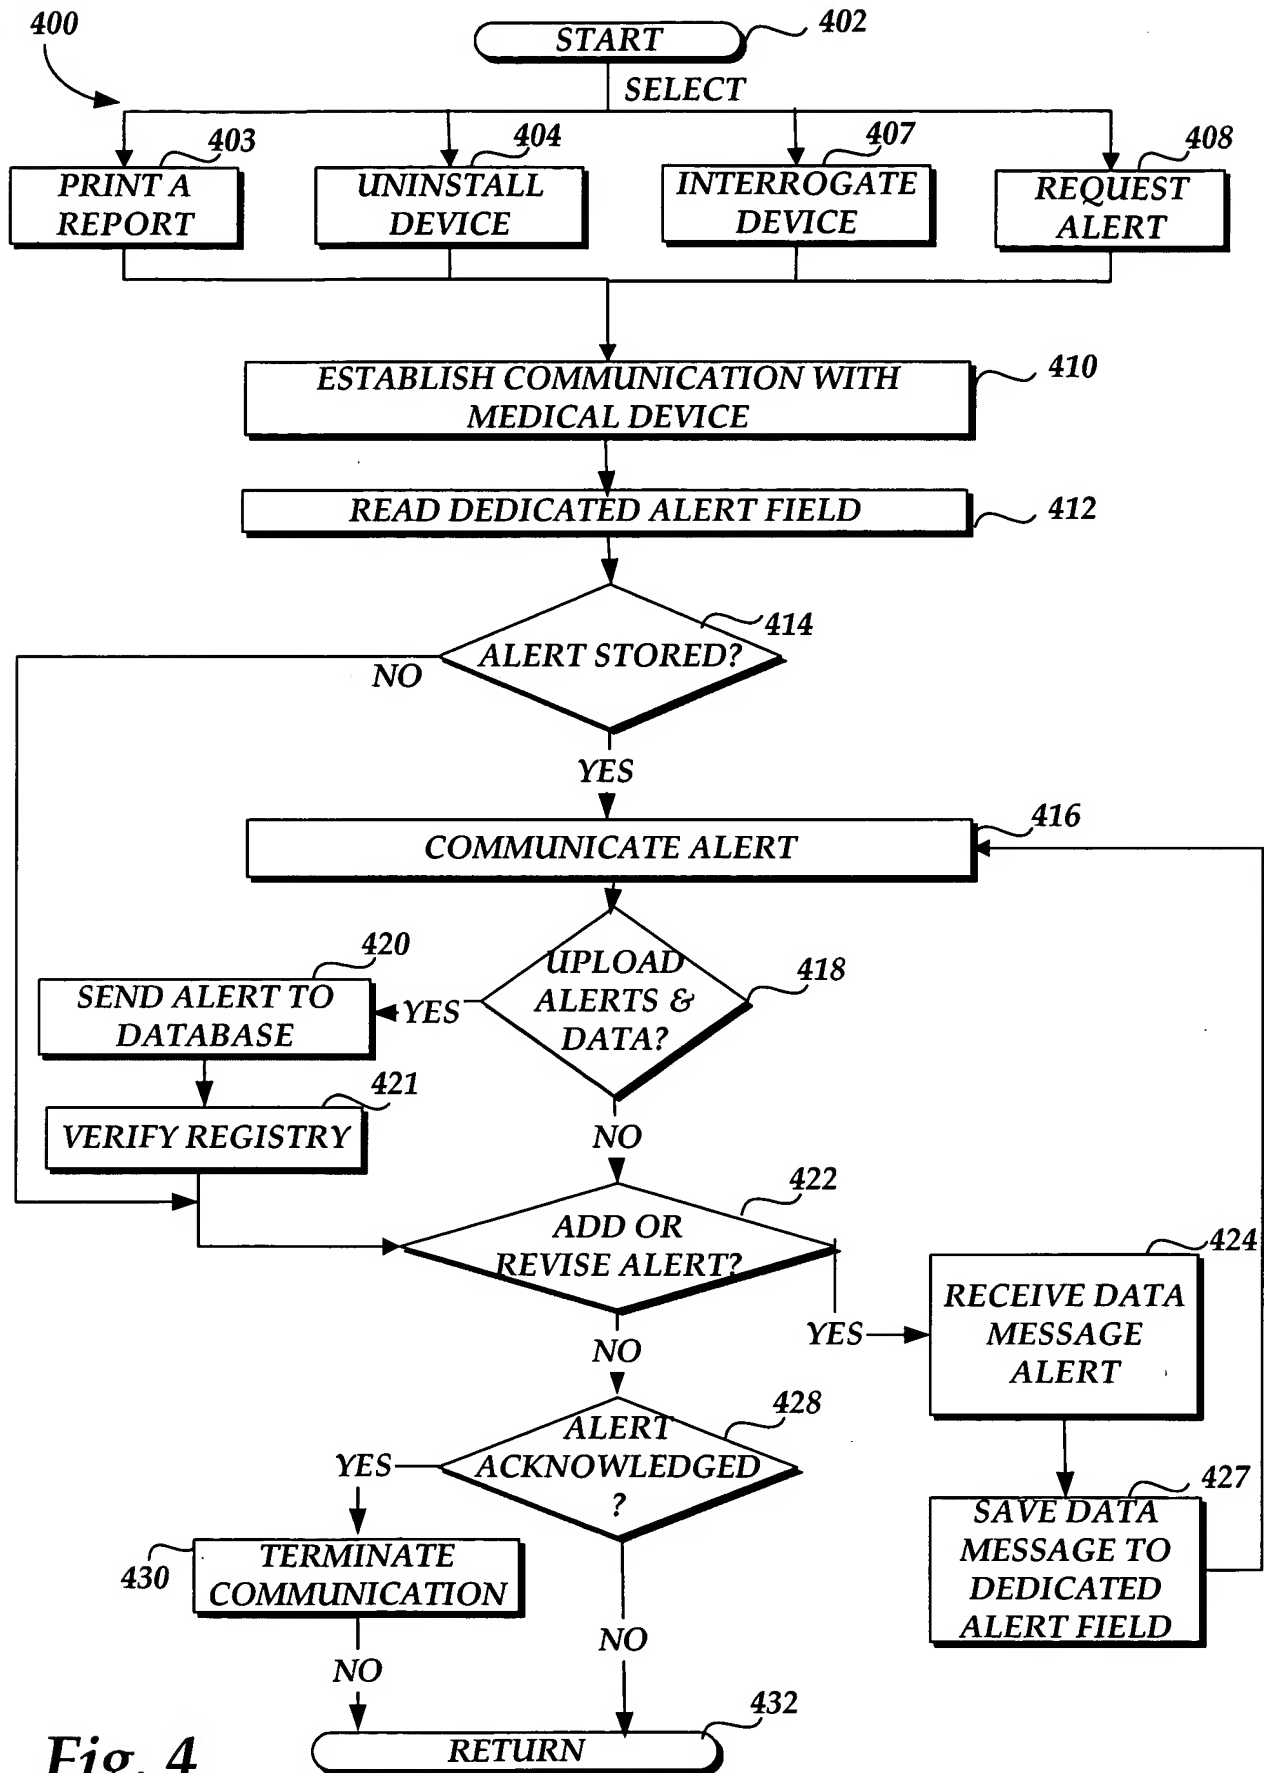 400
START
402
SELECT
403
404
407
408
PRINT A
REPORT
UNINSTALL
DEVICE
INTERROGATE
DEVICE
REQUEST
ALERT
ESTABLISH COMMUNICATION WITH
MEDICAL DEVICE
410
READ DEDICATED ALERT FIELD
412
414
ALERT STORED?
NO
YES
416
COMMUNICATE ALERT
420
UPLOAD
ALERTS &
DATA?
418
SEND ALERT TO
DATABASE
YES
421
VERIFY REGISTRY
NO
422
ADD OR
REVISE ALERT?
424
RECEIVE DATA
MESSAGE
ALERT
YES
NO
428
ALERT
ACKNOWLEDGED
?
YES
427
SAVE DATA
MESSAGE TO
DEDICATED
ALERT FIELD
430
TERMINATE
COMMUNICATION
NO
NO
432
RETURN
Fig. 4